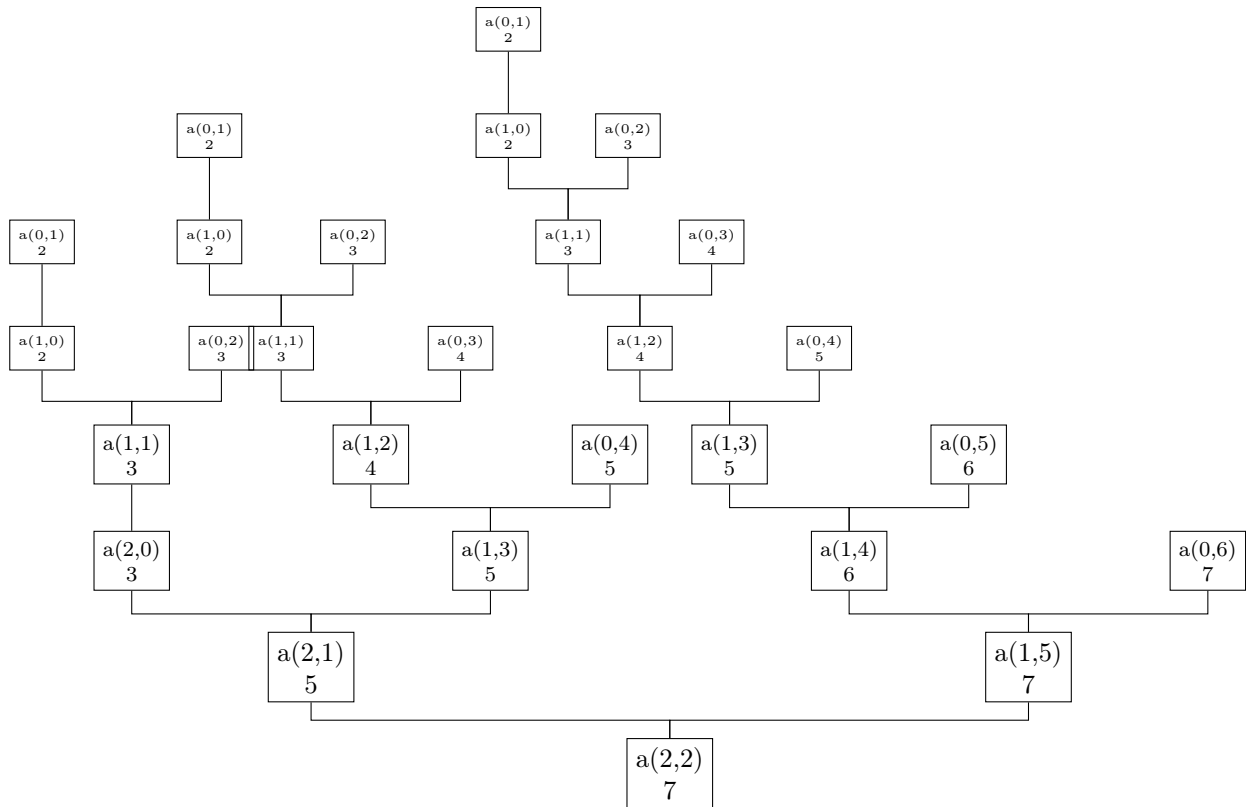 a(0,1)
2
a(0,1)
2
a(1,0)
2
a(0,2)
3
a(0,1)
2
a(1,0)
2
a(0,2)
3
a(1,1)
3
a(0,3)
4
a(1,0)
2
a(0,2)
3
a(1,1)
3
a(0,3)
4
a(1,2)
4
a(0,4)
5
a(1,1)
3
a(1,2)
4
a(0,4)
5
a(1,3)
5
a(0,5)
6
a(2,0)
3
a(1,3)
5
a(1,4)
6
a(0,6)
7
a(2,1)
5
a(1,5)
7
a(2,2)
7